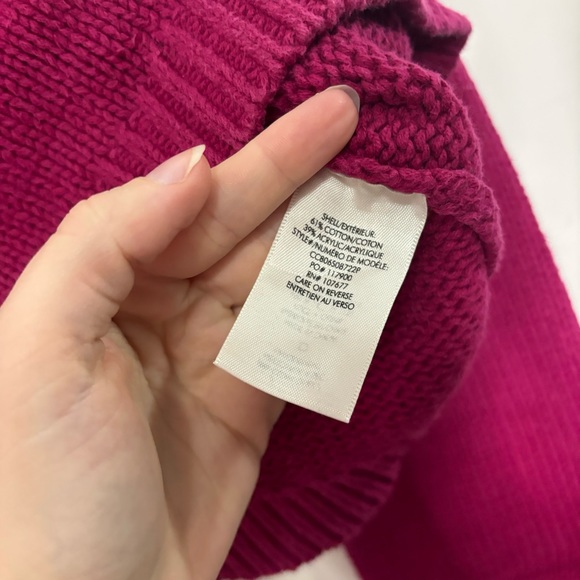 SHELL/EXTÉRIEUR:
61% COTTON/COTON
39% ACRYLIC/ACRYLIQUE
STYLE#/NUMÉRO DE MODÈLE:
CC806508722P
PO# 117900
RN# 107677
CARE ON REVERSE
ENTRETIEN AU VERSO